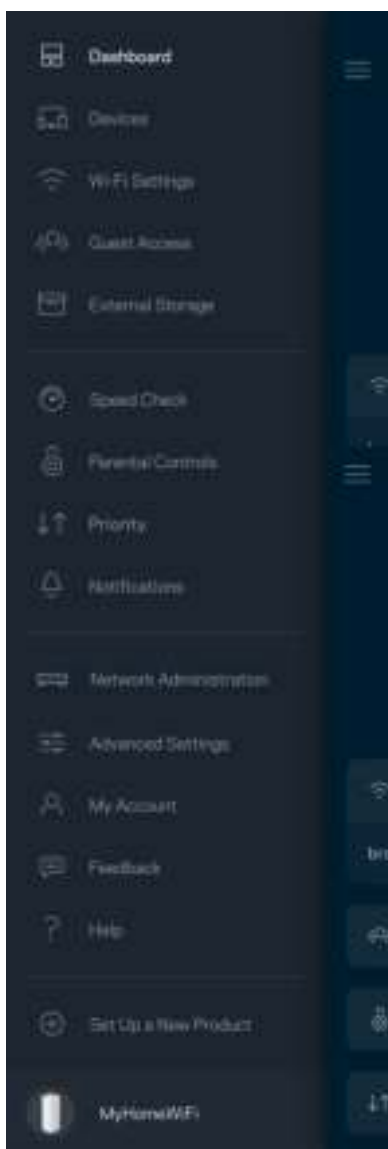 Dashboard
Devices
Wi-Fi Settings
Guest Access
External Storage
Speed Check
Parental Controls
Priority
Notifications
Network Administration
Advanced Settings
My Account
Feedback
Help
Set Up a New Product
MyHomeWiFi
bro